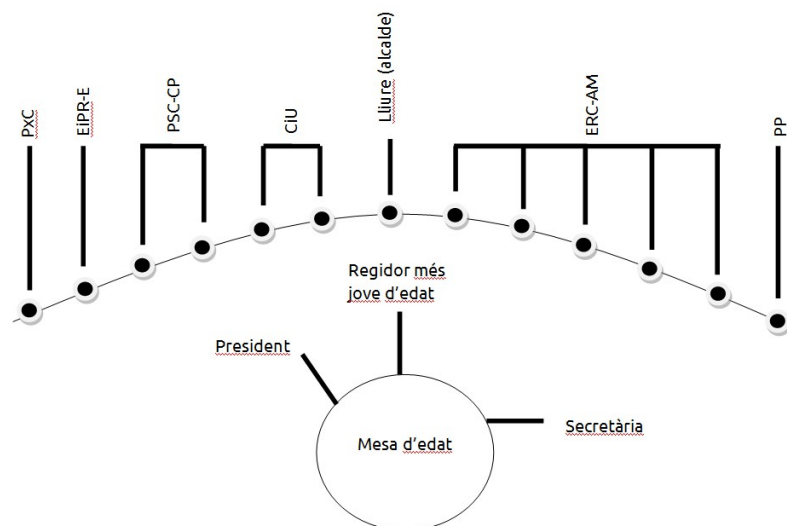 PxC
EiPR-E
PSC-CP
CiU
Lliure (alcalde)
ERC-AM
PP
Regidor més
jove d'edat
President
Mesa d'edat
Secretària